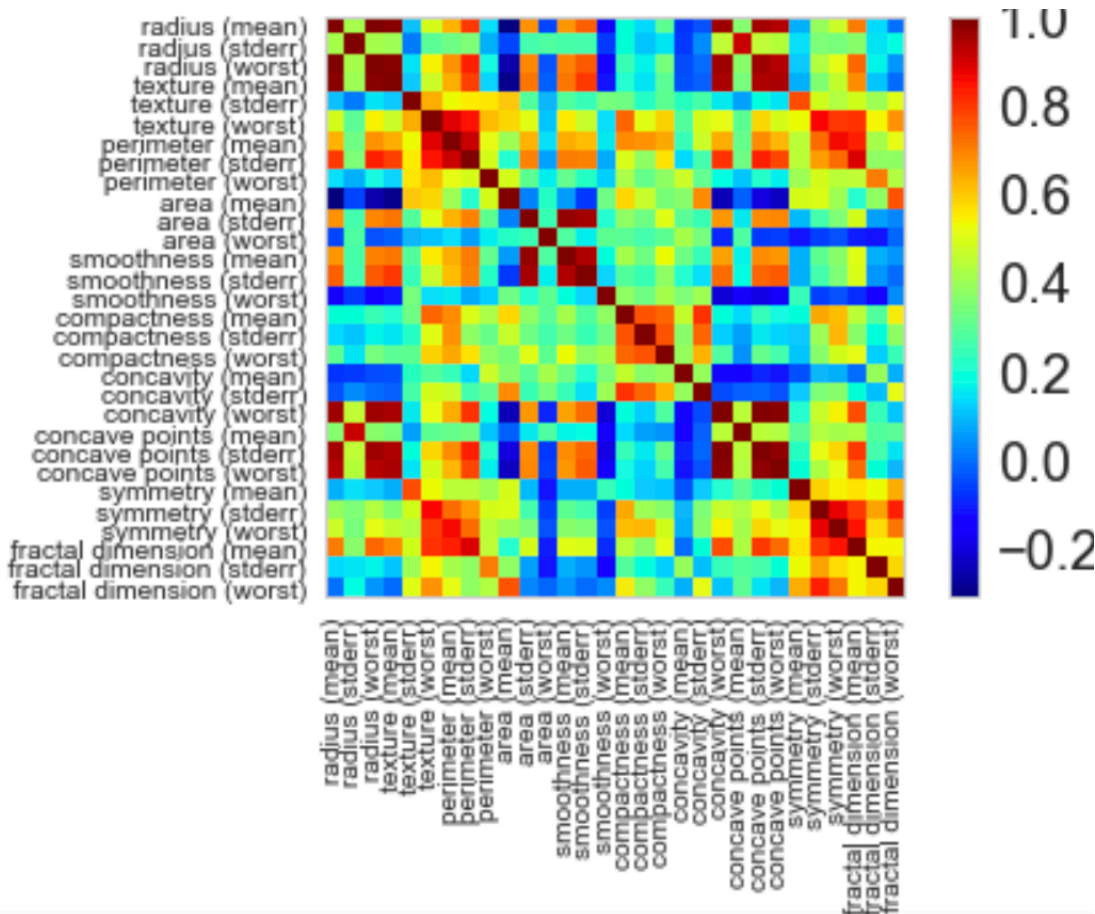 radius (mean)
radius (stderr)
radius (worst)
texture (mean)
texture (stderr)
texture (worst)
perimeter (mean)
perimeter (stderr)
perimeter (worst)
area (mean)
area (stderr)
area (worst)
smoothness (mean)
smoothness (stderr)
smoothness (worst)
compactness (mean)
compactness (stderr)
compactness (worst)
concavity (mean)
concavity (stderr)
concavity (worst)
concave points (mean)
concave points (stderr)
concave points (worst)
symmetry (mean)
symmetry (stderr)
symmetry (worst)
fractal dimension (mean)
fractal dimension (stderr)
fractal dimension (worst)
1.0
0.8
0.6
0.4
0.2
0.0
−0.2
radius (mean)
radius (stderr)
radius (worst)
texture (mean)
texture (stderr)
texture (worst)
perimeter (mean)
perimeter (stderr)
perimeter (worst)
area (mean)
area (stderr)
area (worst)
smoothness (mean)
smoothness (stderr)
smoothness (worst)
compactness (mean)
compactness (stderr)
compactness (worst)
concavity (mean)
concavity (stderr)
concavity (worst)
concave points (mean)
concave points (stderr)
concave points (worst)
symmetry (mean)
symmetry (stderr)
symmetry (worst)
fractal dimension (mean)
fractal dimension (stderr)
fractal dimension (worst)